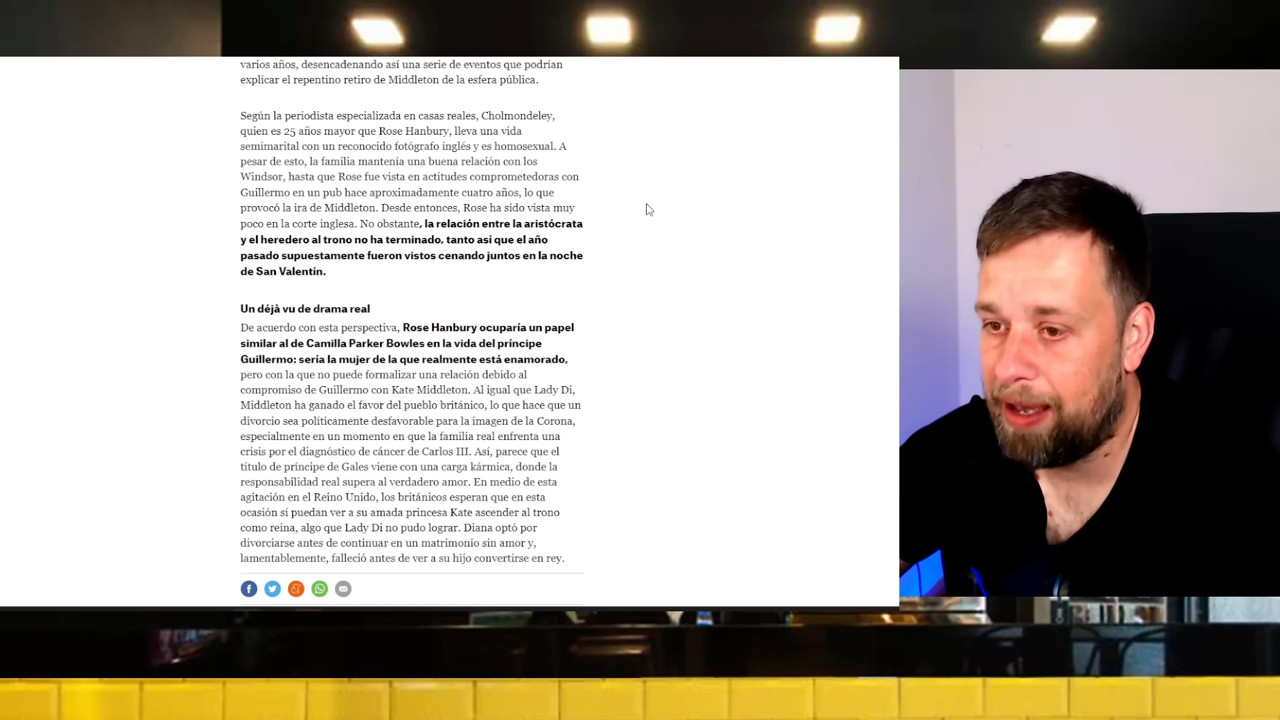 varios años, desencadenando así una serie de eventos que podrían
explicar el repentino retiro de Middleton de la esfera pública.
Según la periodista especializada en casas reales, Cholmondeley,
quien es 25 años mayor que Rose Hanbury, lleva una vida
semimarital con un reconocido fotógrafo inglés y es homosexual. A
pesar de esto, la familia mantenía una buena relación con los
Windsor, hasta que Rose fue vista en actitudes comprometedoras con
Guillermo en un pub hace aproximadamente cuatro años, lo que
provocó la ira de Middleton. Desde entonces, Rose ha sido vista muy
poco en la corte inglesa. No obstante, la relación entre la aristócrata
y el heredero al trono no ha terminado, tanto así que el año
pasado supuestamente fueron vistos cenando juntos en la noche
de San Valentín.
Un déjà vu de drama real
De acuerdo con esta perspectiva, Rose Hanbury ocuparía un papel
similar al de Camilla Parker Bowles en la vida del príncipe
Guillermo: sería la mujer de la que realmente está enamorado,
pero con la que no puede formalizar una relación debido al
compromiso de Guillermo con Kate Middleton. Al igual que Lady Di,
Middleton ha ganado el favor del pueblo británico, lo que hace que un
divorcio sea políticamente desfavorable para la imagen de la Corona,
especialmente en un momento en que la familia real enfrenta una
crisis por el diagnóstico de cáncer de Carlos III. Así, parece que el
título de príncipe de Gales viene con una carga kármica, donde la
responsabilidad real supera al verdadero amor. En medio de esta
agitación en el Reino Unido, los británicos esperan que en esta
ocasión sí puedan ver a su amada princesa Kate ascender al trono
como reina, algo que Lady Di no pudo lograr. Diana optó por
divorciarse antes de continuar en un matrimonio sin amor y,
lamentablemente, falleció antes de ver a su hijo convertirse en rey.